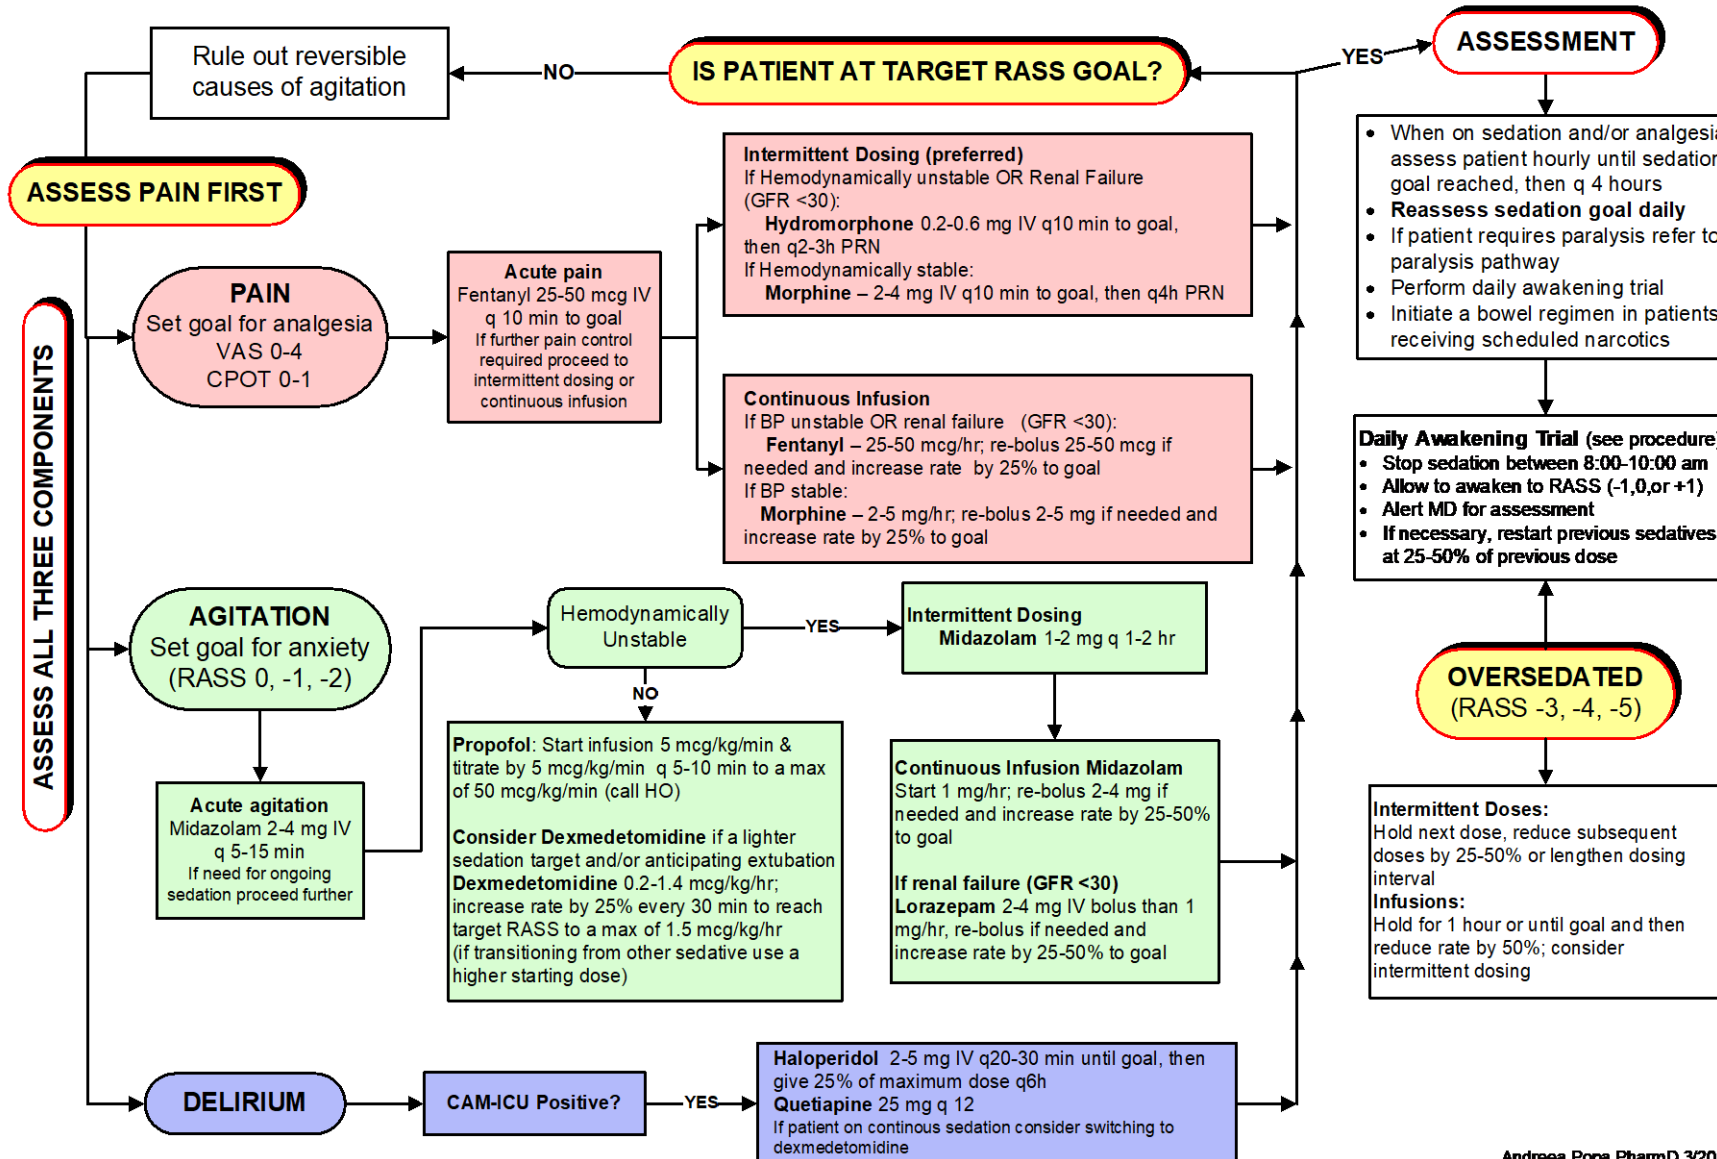 Rule out reversible
causes of agitation
NO
IS PATIENT AT TARGET RASS GOAL?
YES
ASSESSMENT
ASSESS PAIN FIRST
ASSESS ALL THREE COMPONENTS
PAIN
Set goal for analgesia
VAS 0-4
CPOT 0-1
Acute pain
Fentanyl 25-50 mcg IV
q 10 min to goal
If further pain control
required proceed to
intermittent dosing or
continuous infusion
Intermittent Dosing (preferred)
If Hemodynamically unstable OR Renal Failure
(GFR <30):
Hydromorphone 0.2-0.6 mg IV q10 min to goal,
then q2-3h PRN
If Hemodynamically stable:
Morphine – 2-4 mg IV q10 min to goal, then q4h PRN
Continuous Infusion
If BP unstable OR renal failure (GFR <30):
Fentanyl – 25-50 mcg/hr; re-bolus 25-50 mcg if
needed and increase rate by 25% to goal
If BP stable:
Morphine – 2-5 mg/hr; re-bolus 2-5 mg if needed and
increase rate by 25% to goal
AGITATION
Set goal for anxiety
(RASS 0, -1, -2)
Acute agitation
Midazolam 2-4 mg IV
q 5-15 min
If need for ongoing
sedation proceed further
Hemodynamically
Unstable
YES
NO
Intermittent Dosing
Midazolam 1-2 mg q 1-2 hr
Propofol: Start infusion 5 mcg/kg/min &
titrate by 5 mcg/kg/min q 5-10 min to a max
of 50 mcg/kg/min (call HO)
Consider Dexmedetomidine if a lighter
sedation target and/or anticipating extubation
Dexmedetomidine 0.2-1.4 mcg/kg/hr;
increase rate by 25% every 30 min to reach
target RASS to a max of 1.5 mcg/kg/hr
(if transitioning from other sedative use a
higher starting dose)
Continuous Infusion Midazolam
Start 1 mg/hr; re-bolus 2-4 mg if
needed and increase rate by 25-50%
to goal
If renal failure (GFR <30)
Lorazepam 2-4 mg IV bolus than 1
mg/hr, re-bolus if needed and
increase rate by 25-50% to goal
DELIRIUM
CAM-ICU Positive?
YES
Haloperidol 2-5 mg IV q20-30 min until goal, then
give 25% of maximum dose q6h
Quetiapine 25 mg q 12
If patient on continous sedation consider switching to
dexmedetomidine
• When on sedation and/or analgesia
assess patient hourly until sedation
goal reached, then q 4 hours
• Reassess sedation goal daily
• If patient requires paralysis refer to
paralysis pathway
• Perform daily awakening trial
• Initiate a bowel regimen in patients
receiving scheduled narcotics
Daily Awakening Trial (see procedure)
• Stop sedation between 8:00-10:00 am
• Allow to awaken to RASS (-1,0,or +1)
• Alert MD for assessment
• If necessary, restart previous sedatives
at 25-50% of previous dose
OVERSEDATED
(RASS -3, -4, -5)
Intermittent Doses:
Hold next dose, reduce subsequent
doses by 25-50% or lengthen dosing
interval
Infusions:
Hold for 1 hour or until goal and then
reduce rate by 50%; consider
intermittent dosing
Andreea Popa PharmD 3/20